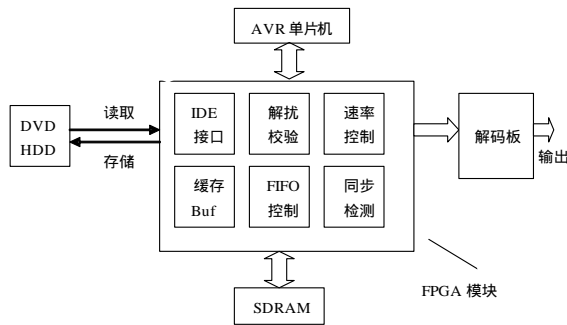 AVR 单片机
DVD
HDD
读取
存储
IDE
接口
解扰
校验
速率
控制
缓存
Buf
FIFO
控制
同步
检测
解码板
输出
FPGA 模块
SDRAM